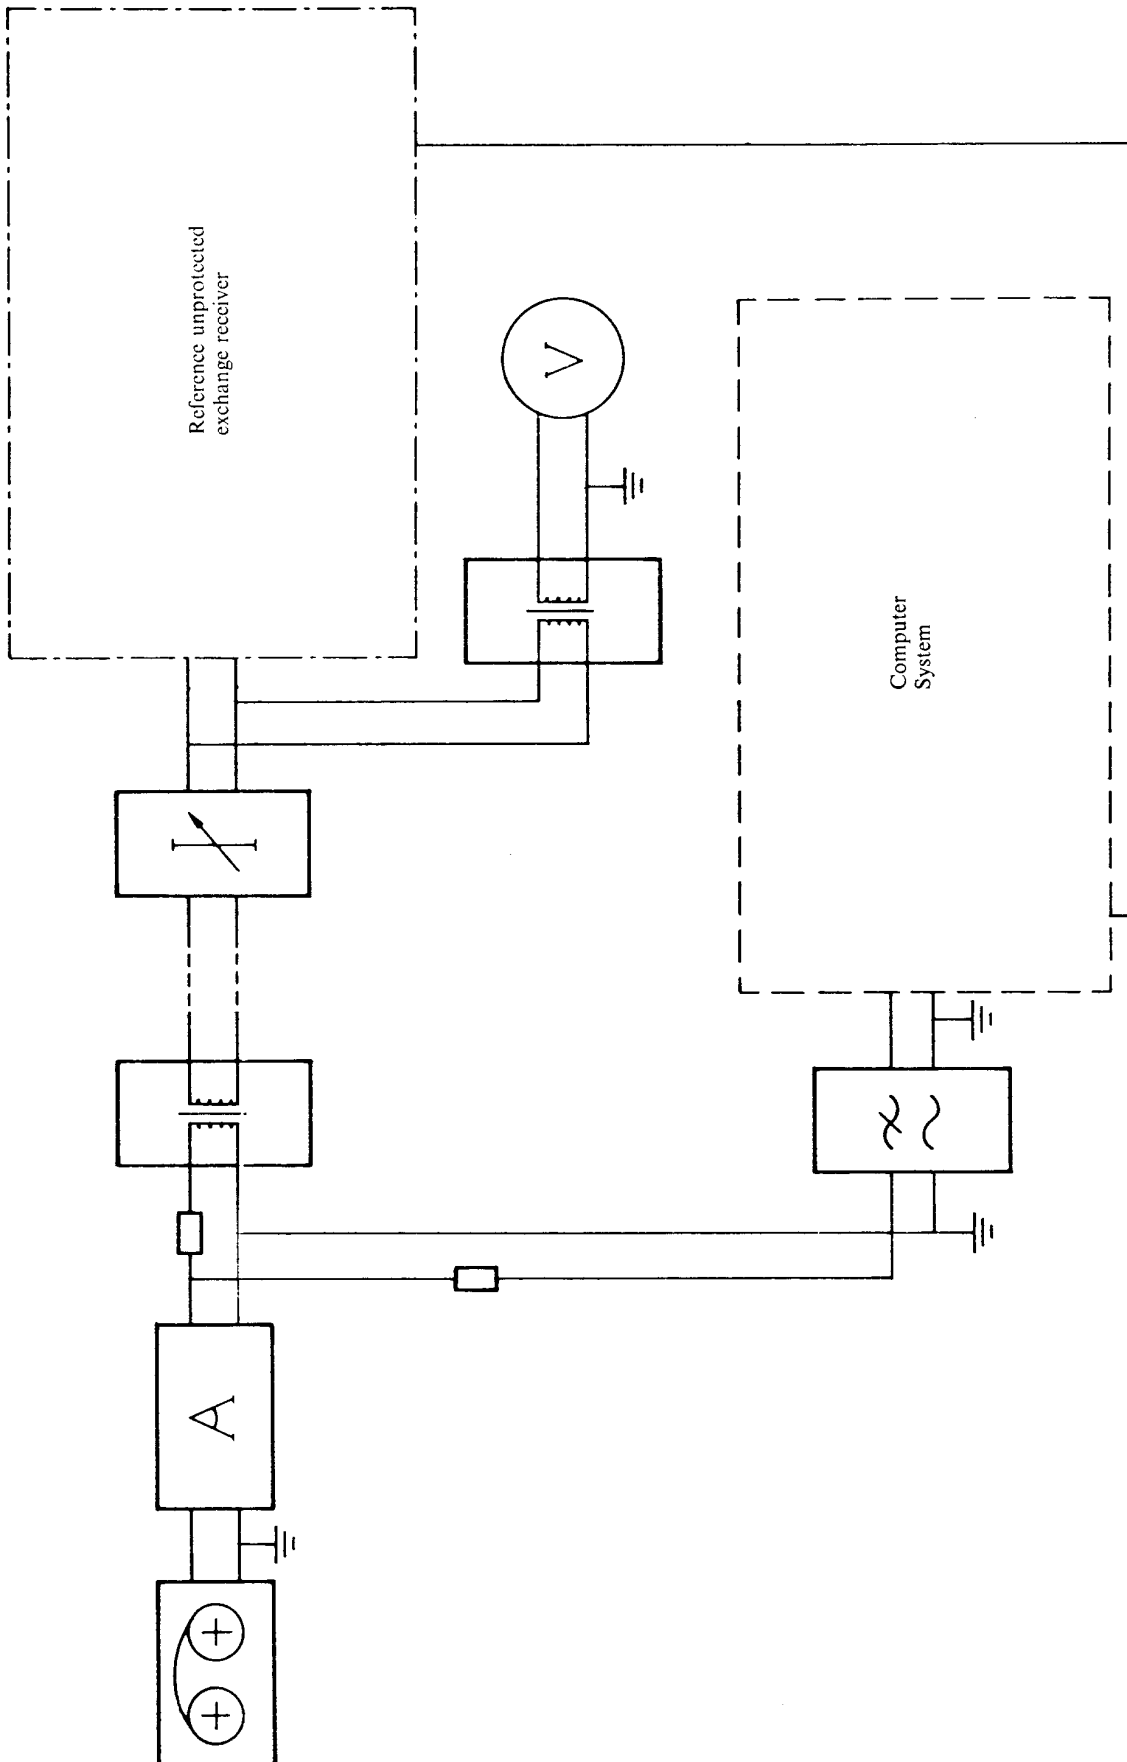 Reference unprotected
exchange receiver
V
Computer
System
A